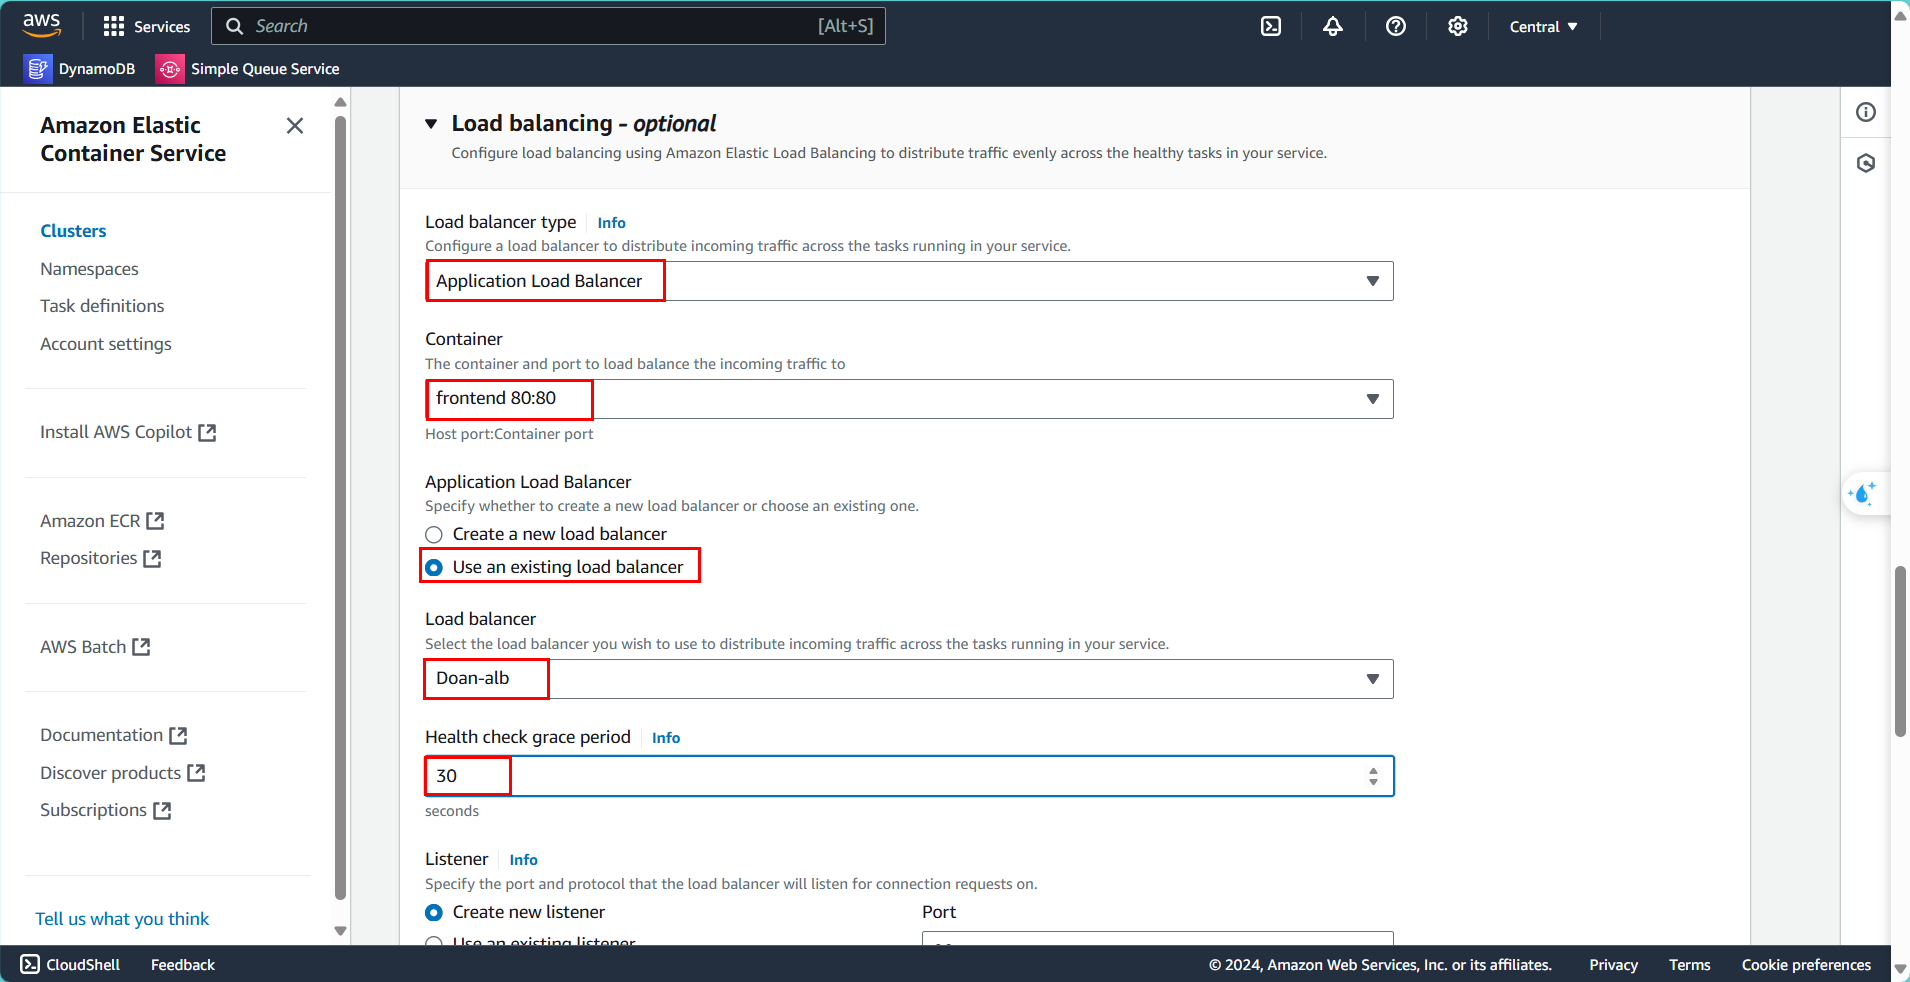 aws
Services
Search
[Alt+S]
Central
DynamoDB
Simple Queue Service
Amazon Elastic
Container Service
Clusters
Namespaces
Task definitions
Account settings
Install AWS Copilot
Amazon ECR
Repositories
AWS Batch
Documentation
Discover products
Subscriptions
Tell us what you think
Load balancing - optional
Configure load balancing using Amazon Elastic Load Balancing to distribute traffic evenly across the healthy tasks in your service.
Load balancer type Info
Configure a load balancer to distribute incoming traffic across the tasks running in your service.
Application Load Balancer
Container
The container and port to load balance the incoming traffic to
frontend 80:80
Host port:Container port
Application Load Balancer
Specify whether to create a new load balancer or choose an existing one.
Create a new load balancer
Use an existing load balancer
Load balancer
Select the load balancer you wish to use to distribute incoming traffic across the tasks running in your service.
Doan-alb
Health check grace period Info
30
seconds
Listener Info
Specify the port and protocol that the load balancer will listen for connection requests on.
Create new listener
Port
Use an existing listener
CloudShell
Feedback
© 2024, Amazon Web Services, Inc. or its affiliates.
Privacy
Terms
Cookie preferences